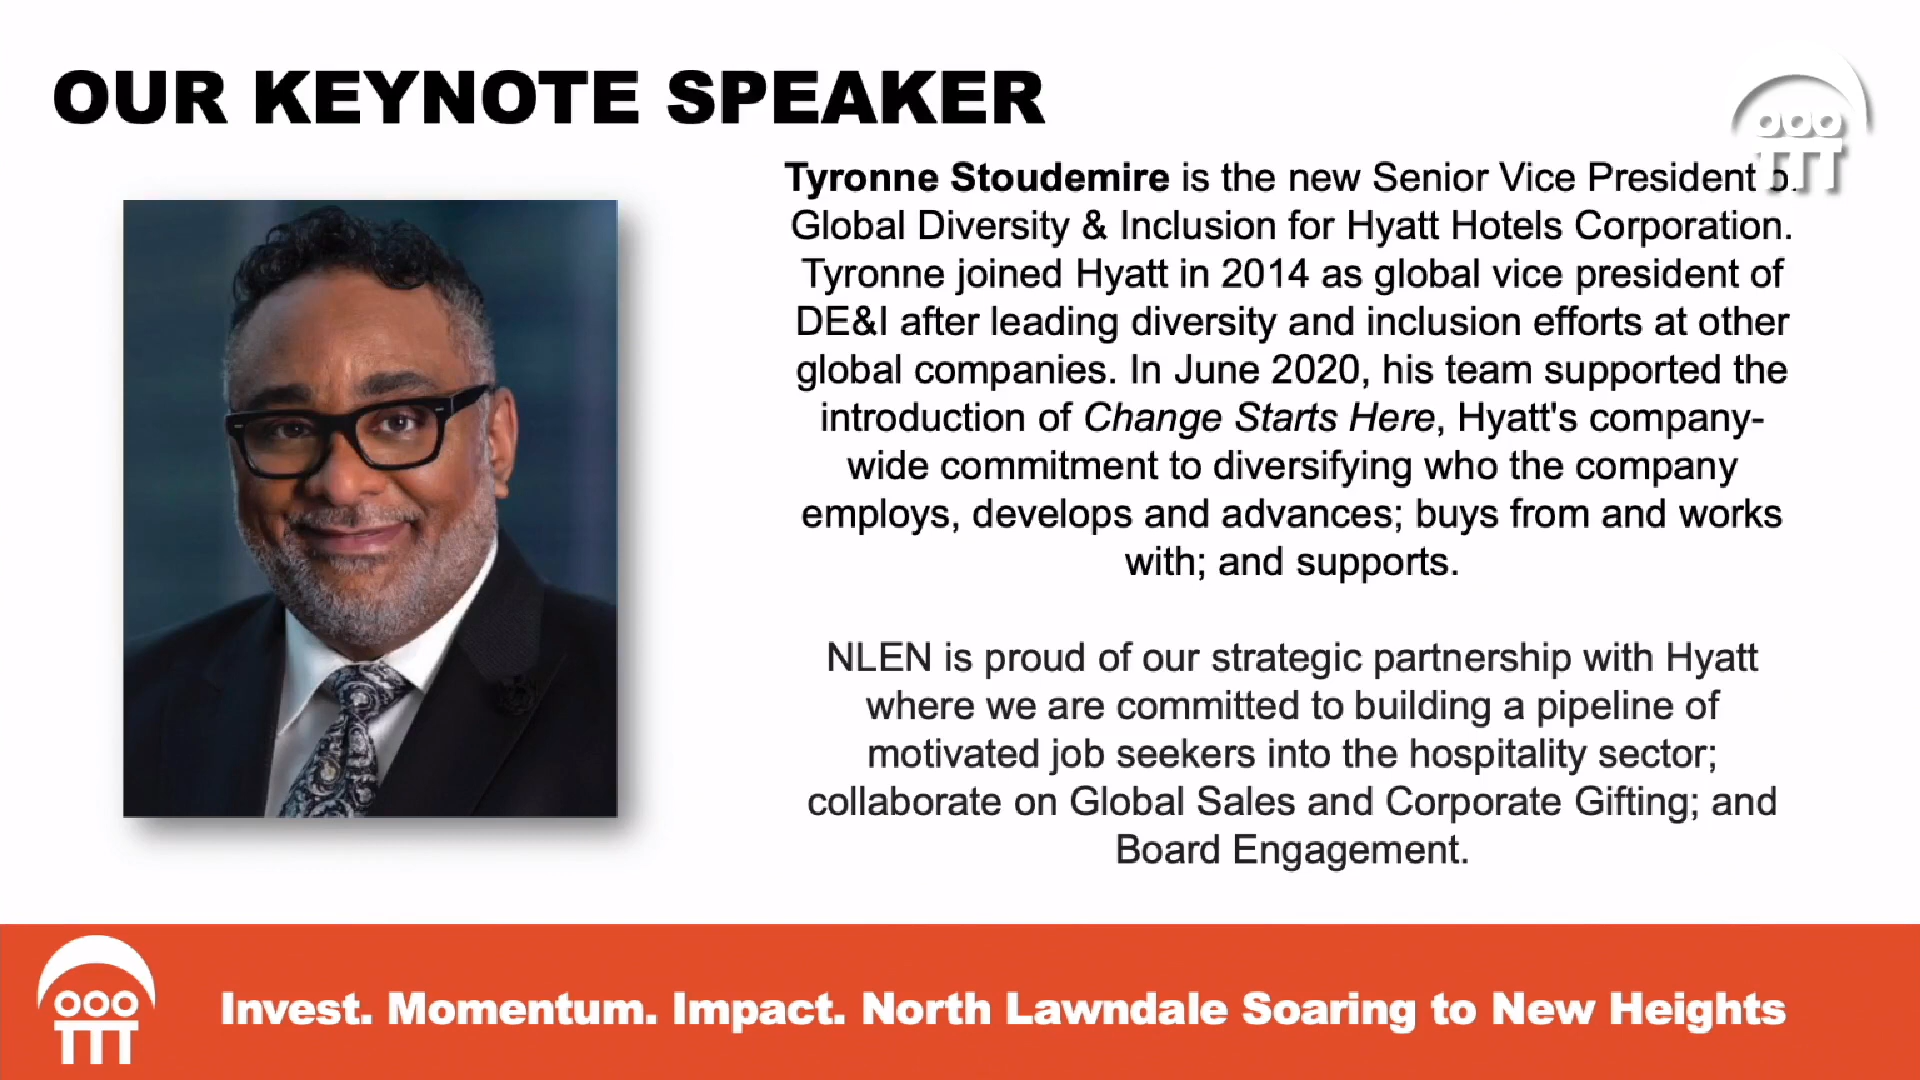 OUR KEYNOTE SPEAKER
Tyronne Stoudemire is the new Senior Vice President
Global Diversity & Inclusion for Hyatt Hotels Corporation.
Tyronne joined Hyatt in 2014 as global vice president of
DE&I after leading diversity and inclusion efforts at other
global companies. In June 2020, his team supported the
introduction of Change Starts Here, Hyatt's company-
wide commitment to diversifying who the company
employs, develops and advances; buys from and works
with; and supports.
NLEN is proud of our strategic partnership with Hyatt
where we are committed to building a pipeline of
motivated job seekers into the hospitality sector;
collaborate on Global Sales and Corporate Gifting; and
Board Engagement.
Invest. Momentum. Impact. North Lawndale Soaring to New Heights